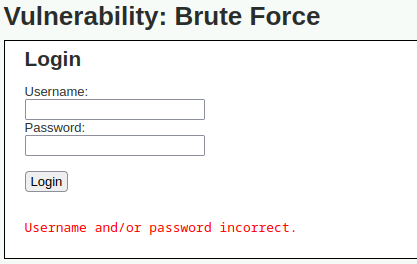 Vulnerability: Brute Force
Login
Username:
Password:
Login
Username and/or password incorrect.